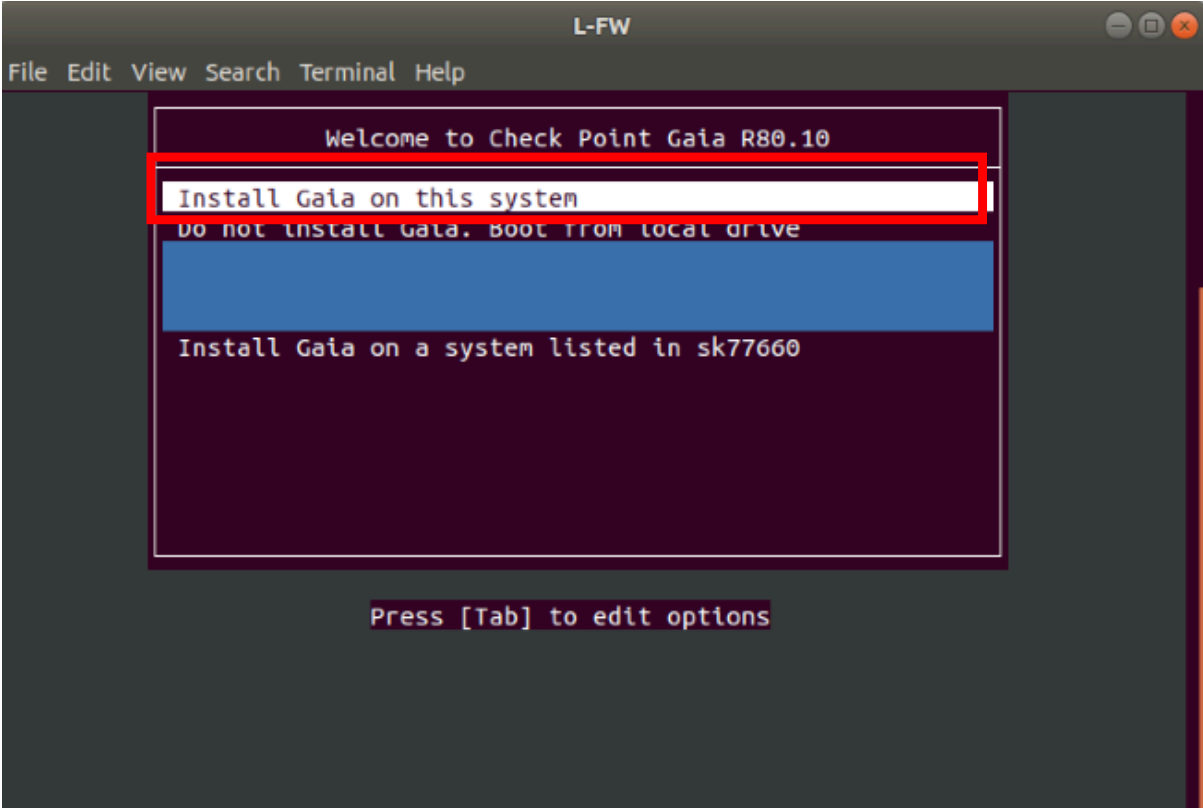 L-FW
File Edit View Search Terminal Help
Welcome to Check Point Gaia R80.10
Install Gaia on this system
Do not install Gaia. Boot from local drive
Install Gaia on a system listed in sk77660
Press [Tab] to edit options